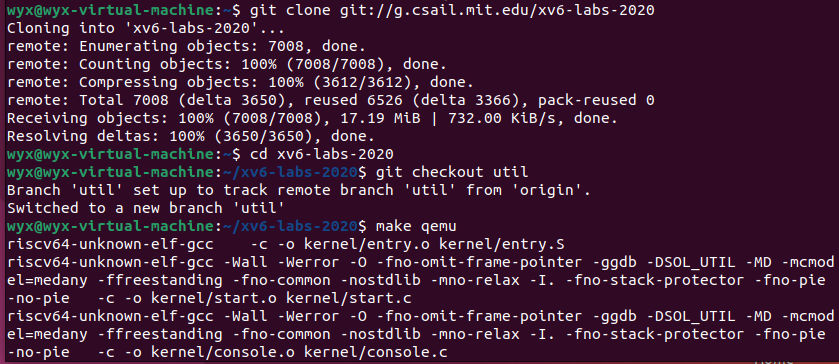 wyx@wyx-virtual-machine:~$ git clone git://g.csail.mit.edu/xv6-labs-2020
Cloning into 'xv6-labs-2020'...
remote: Enumerating objects: 7008, done.
remote: Counting objects: 100% (7008/7008), done.
remote: Compressing objects: 100% (3612/3612), done.
remote: Total 7008 (delta 3650), reused 6526 (delta 3366), pack-reused 0
Receiving objects: 100% (7008/7008), 17.19 MiB | 732.00 KiB/s, done.
Resolving deltas: 100% (3650/3650), done.
wyx@wyx-virtual-machine:~$ cd xv6-labs-2020
wyx@wyx-virtual-machine:~/xv6-labs-2020$ git checkout util
Branch 'util' set up to track remote branch 'util' from 'origin'.
Switched to a new branch 'util'
wyx@wyx-virtual-machine:~/xv6-labs-2020$ make qemu
riscv64-unknown-elf-gcc    -c -o kernel/entry.o kernel/entry.S
riscv64-unknown-elf-gcc -Wall -Werror -O -fno-omit-frame-pointer -ggdb -DSOL_UTIL -MD -mcmod
el=medany -ffreestanding -fno-common -nostdlib -mno-relax -I. -fno-stack-protector -fno-pie
-no-pie   -c -o kernel/start.o kernel/start.c
riscv64-unknown-elf-gcc -Wall -Werror -O -fno-omit-frame-pointer -ggdb -DSOL_UTIL -MD -mcmod
el=medany -ffreestanding -fno-common -nostdlib -mno-relax -I. -fno-stack-protector -fno-pie
-no-pie   -c -o kernel/console.o kernel/console.c